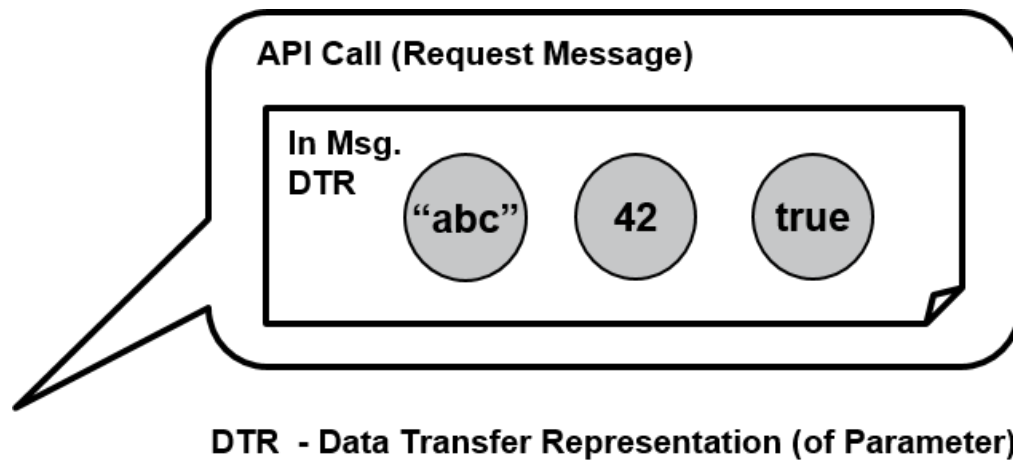 API Call (Request Message)
In Msg.
DTR
“abc”
42
true
DTR - Data Transfer Representation (of Parameter)